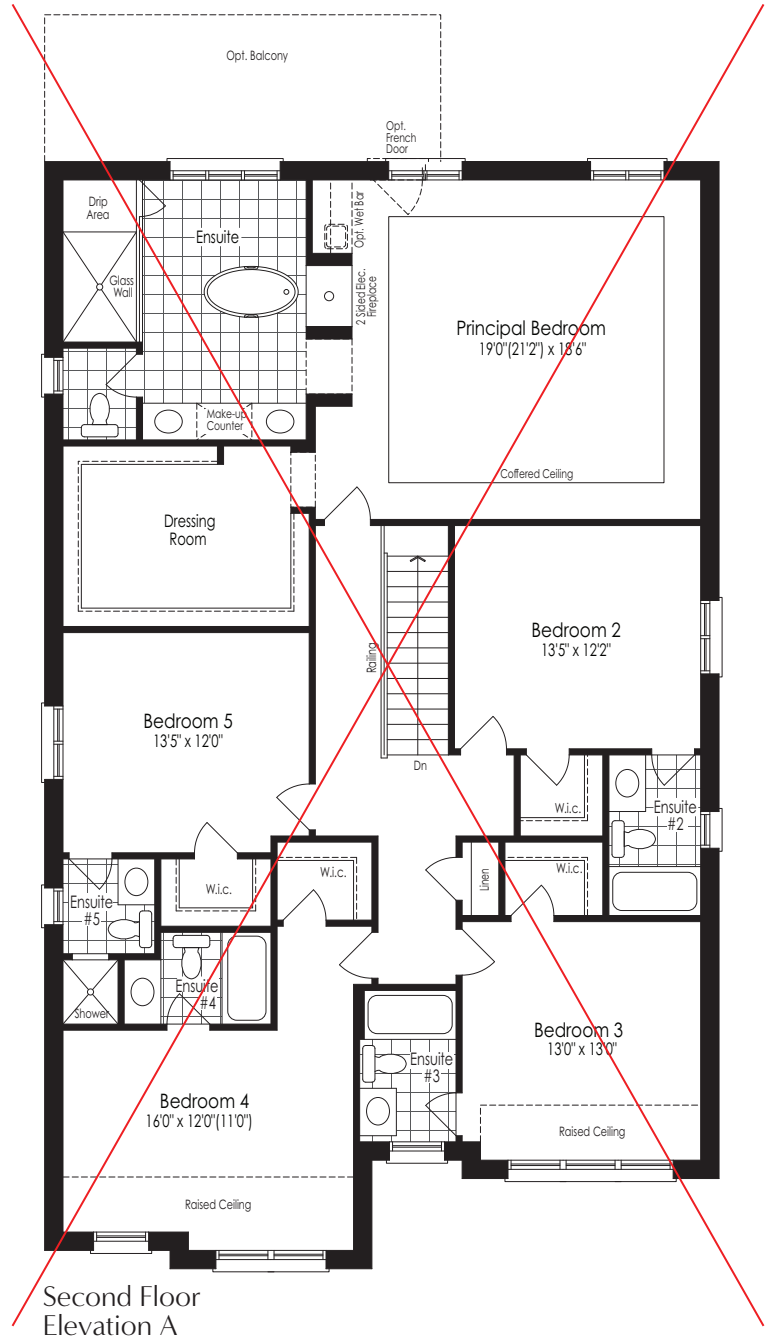 Opt. Balcony
Opt.
French
Door
Drip
Area
Ensuite
Opt. Wet Bar
Glass
Wall
2 Sided Elec.
Fireplace
Principal Bedroom
19'0"(21'2") x 18'6"
Make-up
Counter
Coffered Ceiling
Dressing
Room
Bedroom 2
13'5" x 12'2"
Railing
Bedroom 5
13'5" x 12'0"
Dn
W.i.c.
Ensuite
#2
W.i.c.
W.i.c.
Linen
W.i.c.
Ensuite
#5
Ensuite
#4
Shower
Bedroom 3
13'0" x 13'0"
Ensuite
#3
Bedroom 4
16'0" x 12'0"(11'0")
Raised Ceiling
Raised Ceiling
Second Floor
Elevation A